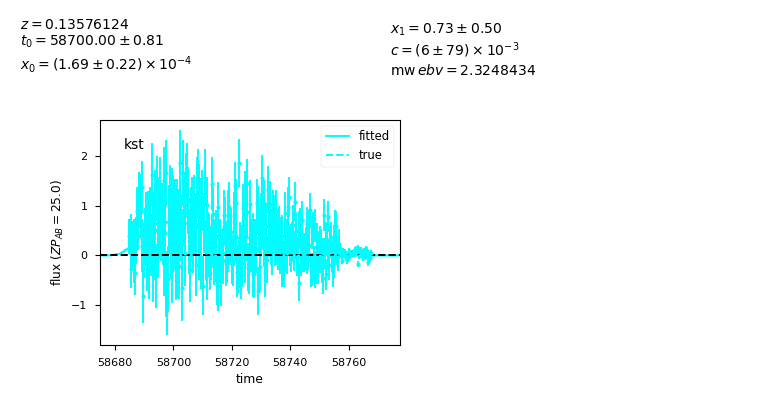 z = 0.13576124
t₀ = 58700.00 ± 0.81
x₀ = (1.69 ± 0.22) × 10⁻⁴
x₁ = 0.73 ± 0.50
c = (6 ± 79) × 10⁻³
mw ebv = 2.3248434
kst
fitted
true
2
1
0
−1
flux (ZP_AB = 25.0)
58680 58700 58720 58740 58760
time